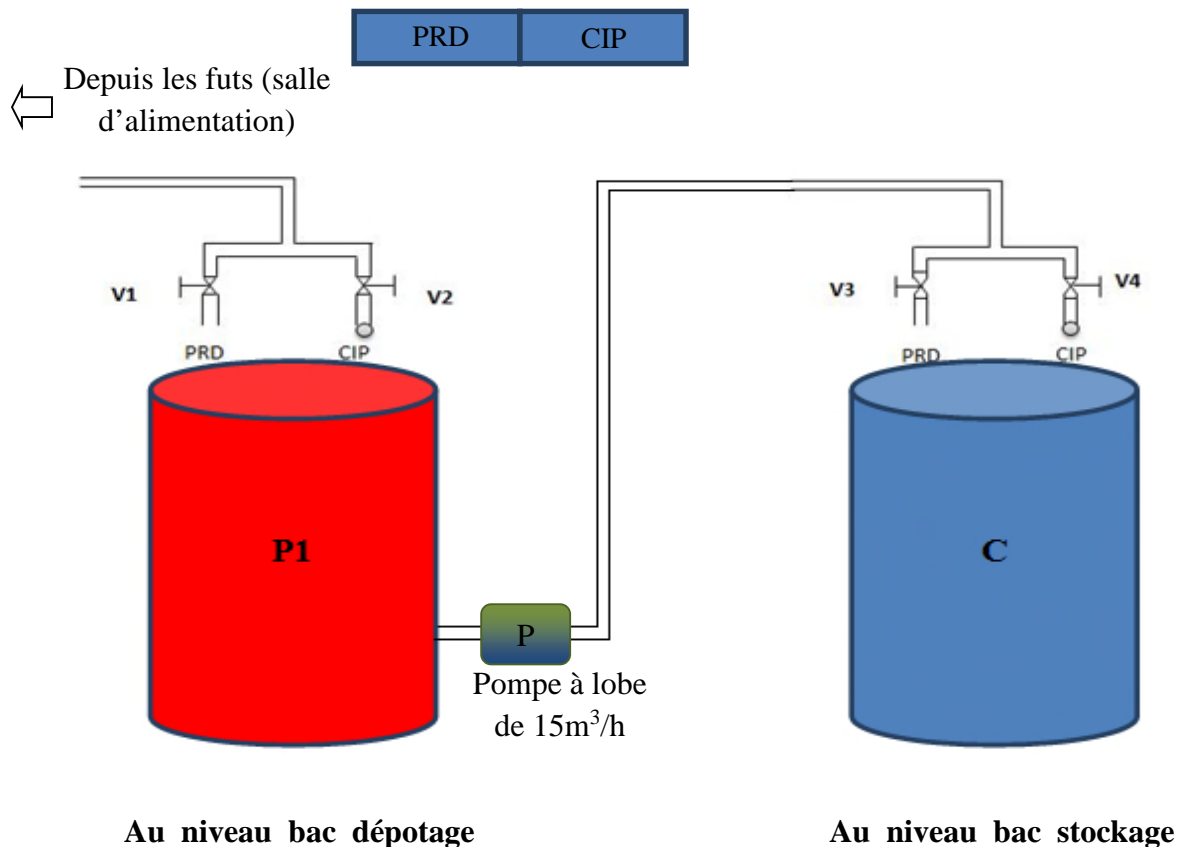 PRD CIP
Depuis les futs (salle
d’alimentation)
V1
V2
V3
V4
PRD
CIP
PRD
CIP
P1
C
P
Pompe à lobe
de 15m³/h
Au niveau bac dépotage
Au niveau bac stockage